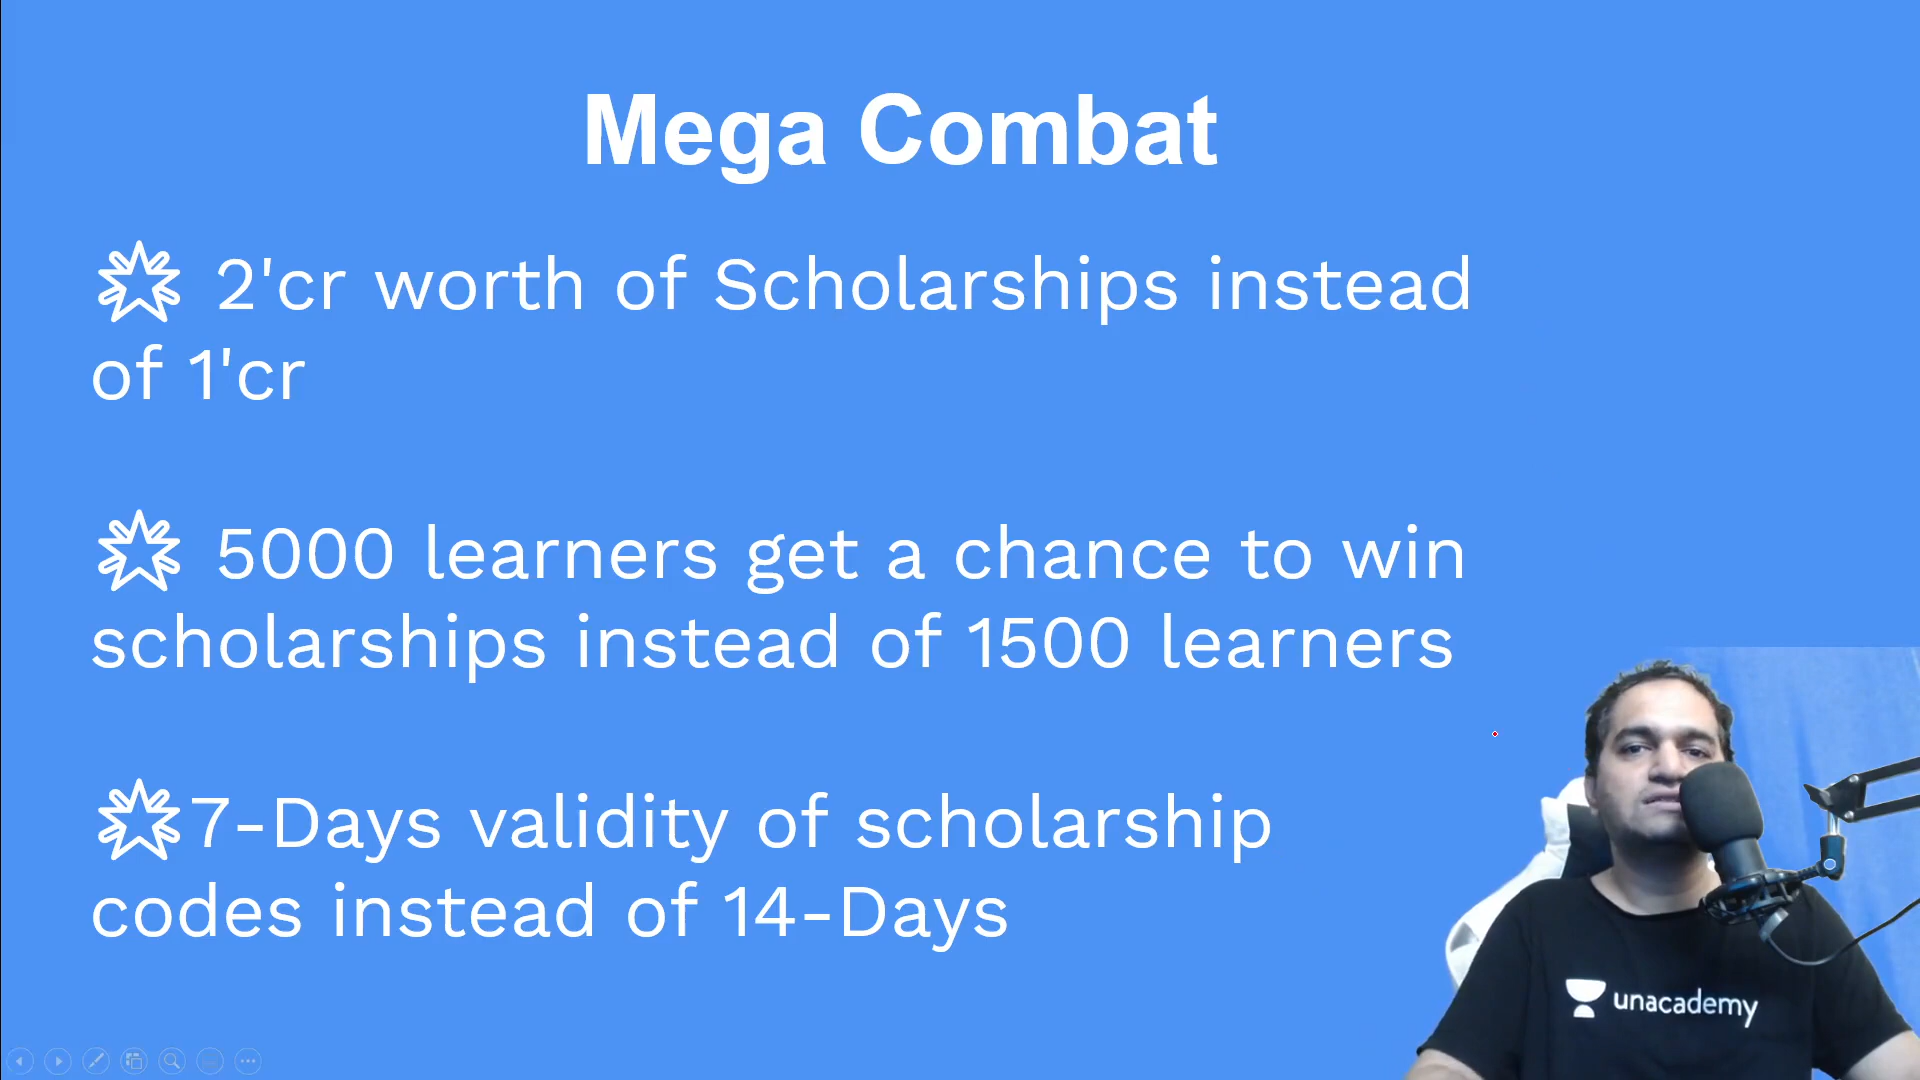 Mega Combat
2'cr worth of Scholarships instead
of 1'cr
5000 learners get a chance to win
scholarships instead of 1500 learners
7-Days validity of scholarship
codes instead of 14-Days
unacademy